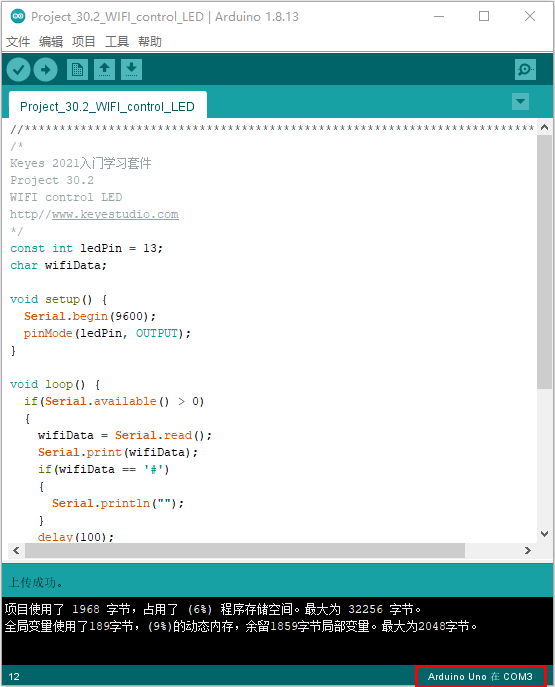 Project_30.2_WIFI_control_LED | Arduino 1.8.13
文件 编辑 项目 工具 帮助
Project_30.2_WIFI_control_LED
//*************************************************************************
/*
Keyes 2021入门学习套件
Project 30.2
WIFI control LED
http//www.keyestudio.com
*/
const int ledPin = 13;
char wifiData;
void setup() {
Serial.begin(9600);
pinMode(ledPin, OUTPUT);
}
void loop() {
if(Serial.available() > 0)
{
wifiData = Serial.read();
Serial.print(wifiData);
if(wifiData == '#')
{
Serial.println("");
}
delay(100);
上传成功。
项目使用了 1968 字节，占用了 (6%) 程序存储空间。最大为 32256 字节。
全局变量使用了189字节，(9%)的动态内存，余留1859字节局部变量。最大为2048字节。
12
Arduino Uno 在 COM3